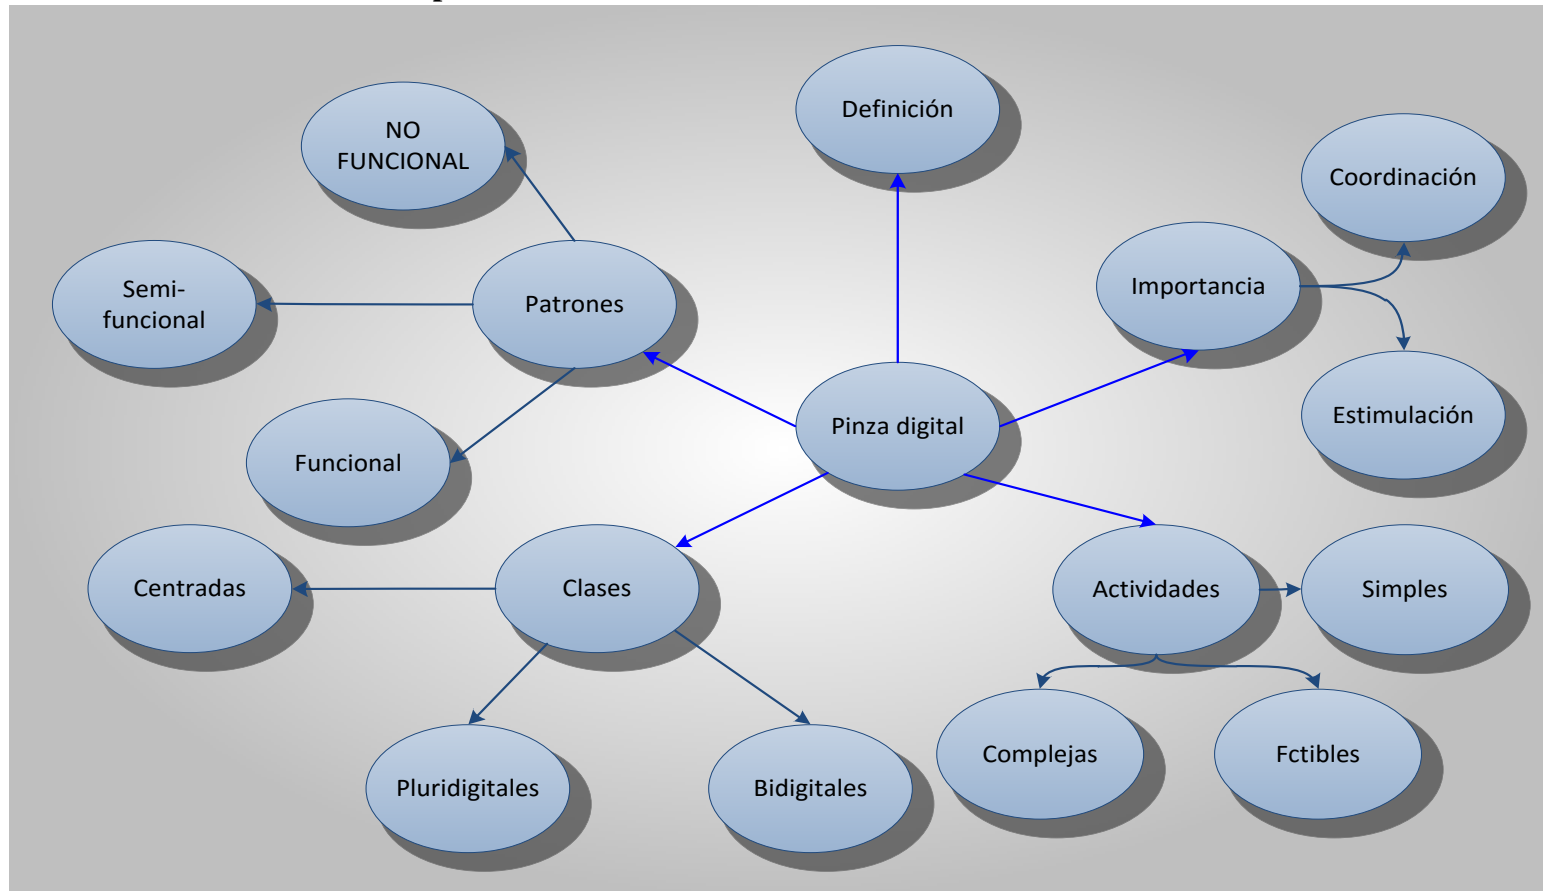 Definición
NO
FUNCIONAL
Coordinación
Semi-
funcional
Patrones
Importancia
Pinza digital
Estimulación
Funcional
Centradas
Clases
Actividades
Simples
Complejas
Fctibles
Pluridigitales
Bidigitales